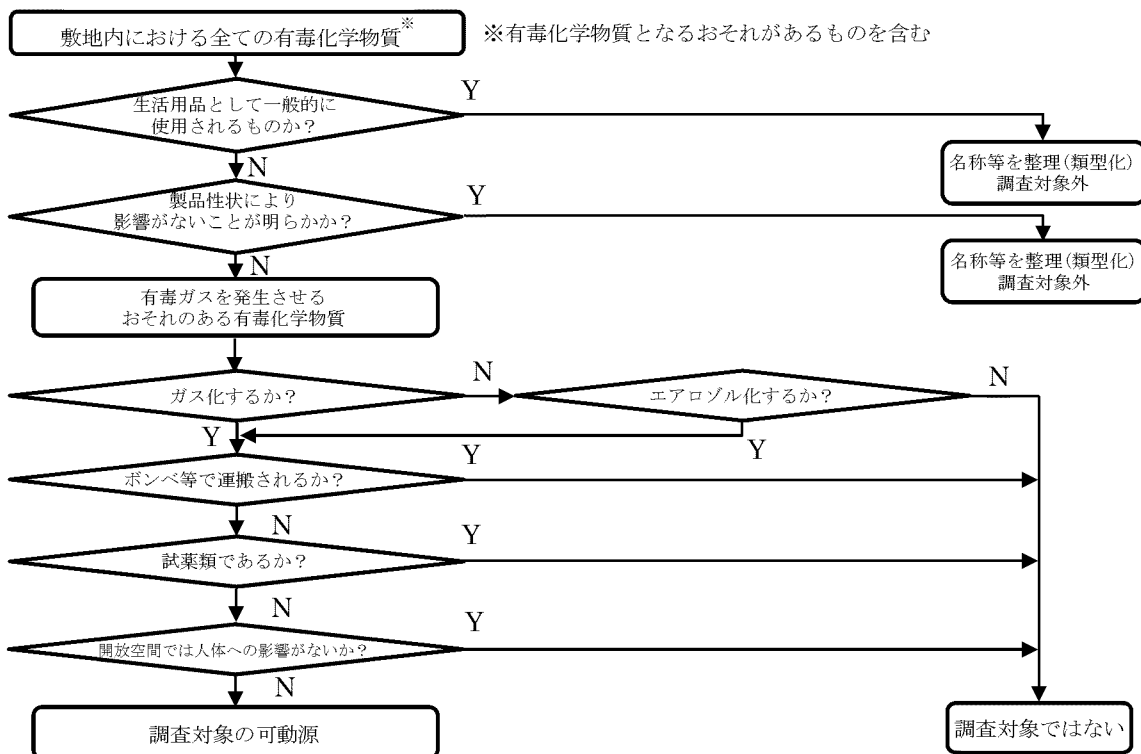 敷地内における全ての有毒化学物質※
※有毒化学物質となるおそれがあるものを含む
生活用品として一般的に
使用されるものか？
Y
N
名称等を整理(類型化)
調査対象外
製品性状により
影響がないことが明らかか？
Y
N
名称等を整理(類型化)
調査対象外
有毒ガスを発生させる
おそれのある有毒化学物質
ガス化するか？
N
エアロゾル化するか？
N
Y
Y
ボンベ等で運搬されるか？
Y
N
試薬類であるか？
Y
N
開放空間では人体への影響がないか？
Y
N
調査対象の可動源
調査対象ではない